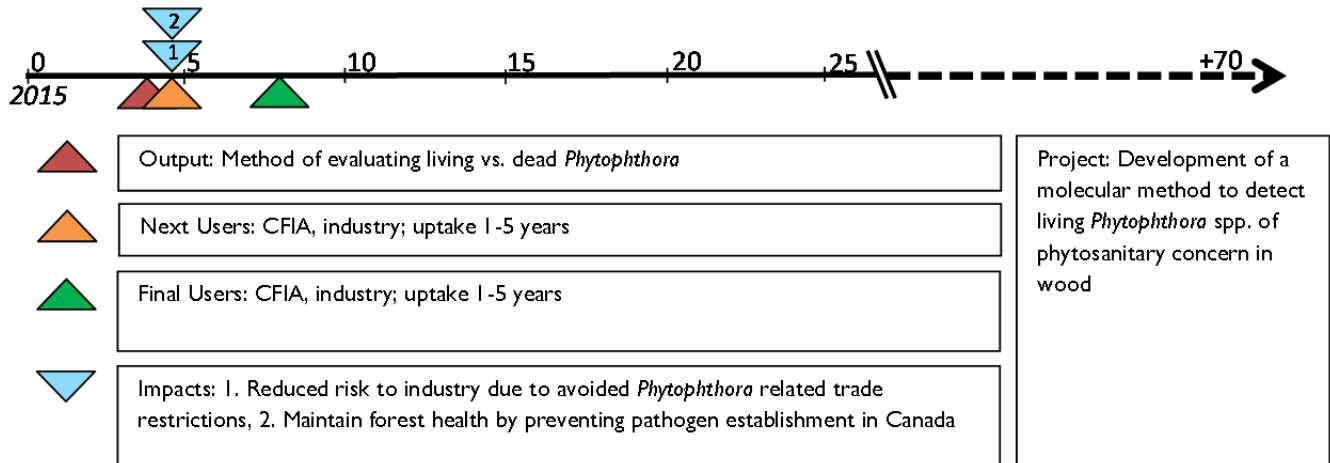 2
1
0 5 10 15 20 25 +70
2015
Output: Method of evaluating living vs. dead Phytophthora
Next Users: CFIA, industry; uptake 1-5 years
Final Users: CFIA, industry; uptake 1-5 years
Impacts: 1. Reduced risk to industry due to avoided Phytophthora related trade
restrictions, 2. Maintain forest health by preventing pathogen establishment in Canada
Project: Development of a
molecular method to detect
living Phytophthora spp. of
phytosanitary concern in
wood